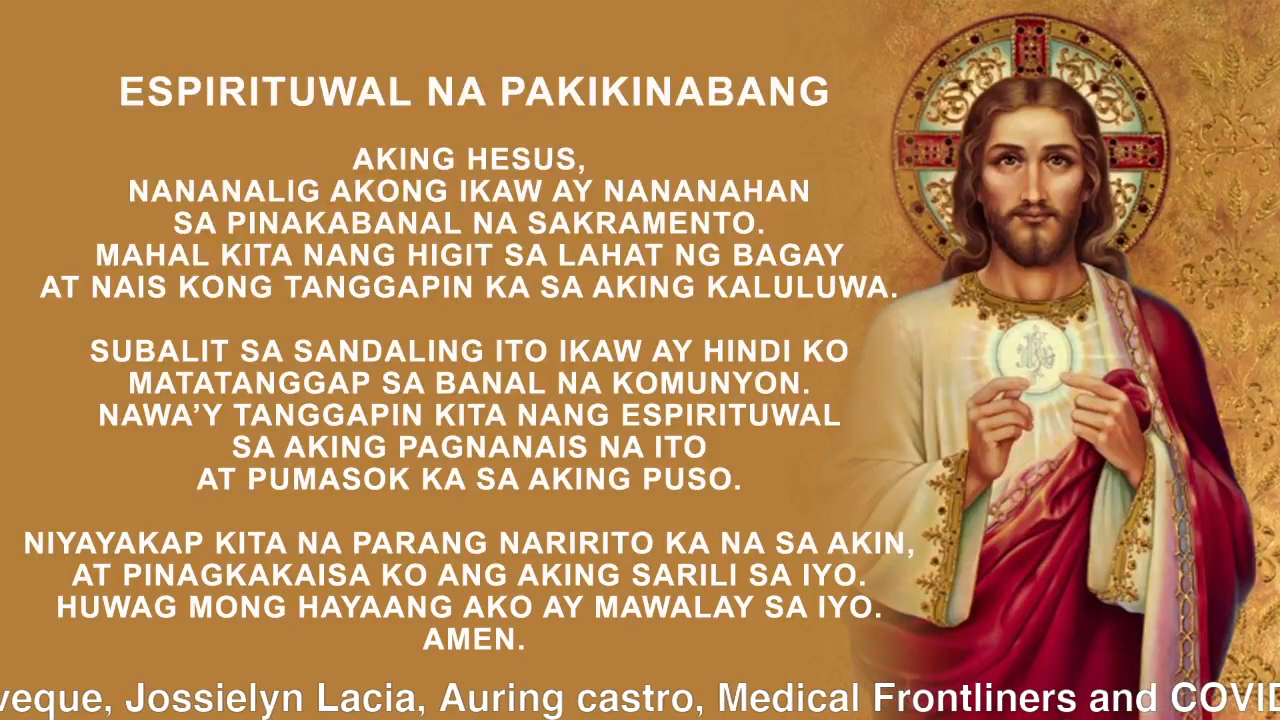 ESPIRITUWAL NA PAKIKINABANG
AKING HESUS,
NANANALIG AKONG IKAW AY NANANAHAN
SA PINAKABANAL NA SAKRAMENTO.
MAHAL KITA NANG HIGIT SA LAHAT NG BAGAY
AT NAIS KONG TANGGAPIN KA SA AKING KALULUWA.
SUBALIT SA SANDALING ITO IKAW AY HINDI KO
MATATANGGAP SA BANAL NA KOMUNYON.
NAWA’Y TANGGAPIN KITA NANG ESPIRITUWAL
SA AKING PAGNANAIS NA ITO
AT PUMASOK KA SA AKING PUSO.
NIYAYAKAP KITA NA PARANG NARIRITO KA NA SA AKIN,
AT PINAGKAKAISA KO ANG AKING SARILI SA IYO.
HUWAG MONG HAYAANG AKO AY MAWALAY SA IYO.
AMEN.
veque, Jossielyn Lacia, Auring castro, Medical Frontliners and COVID